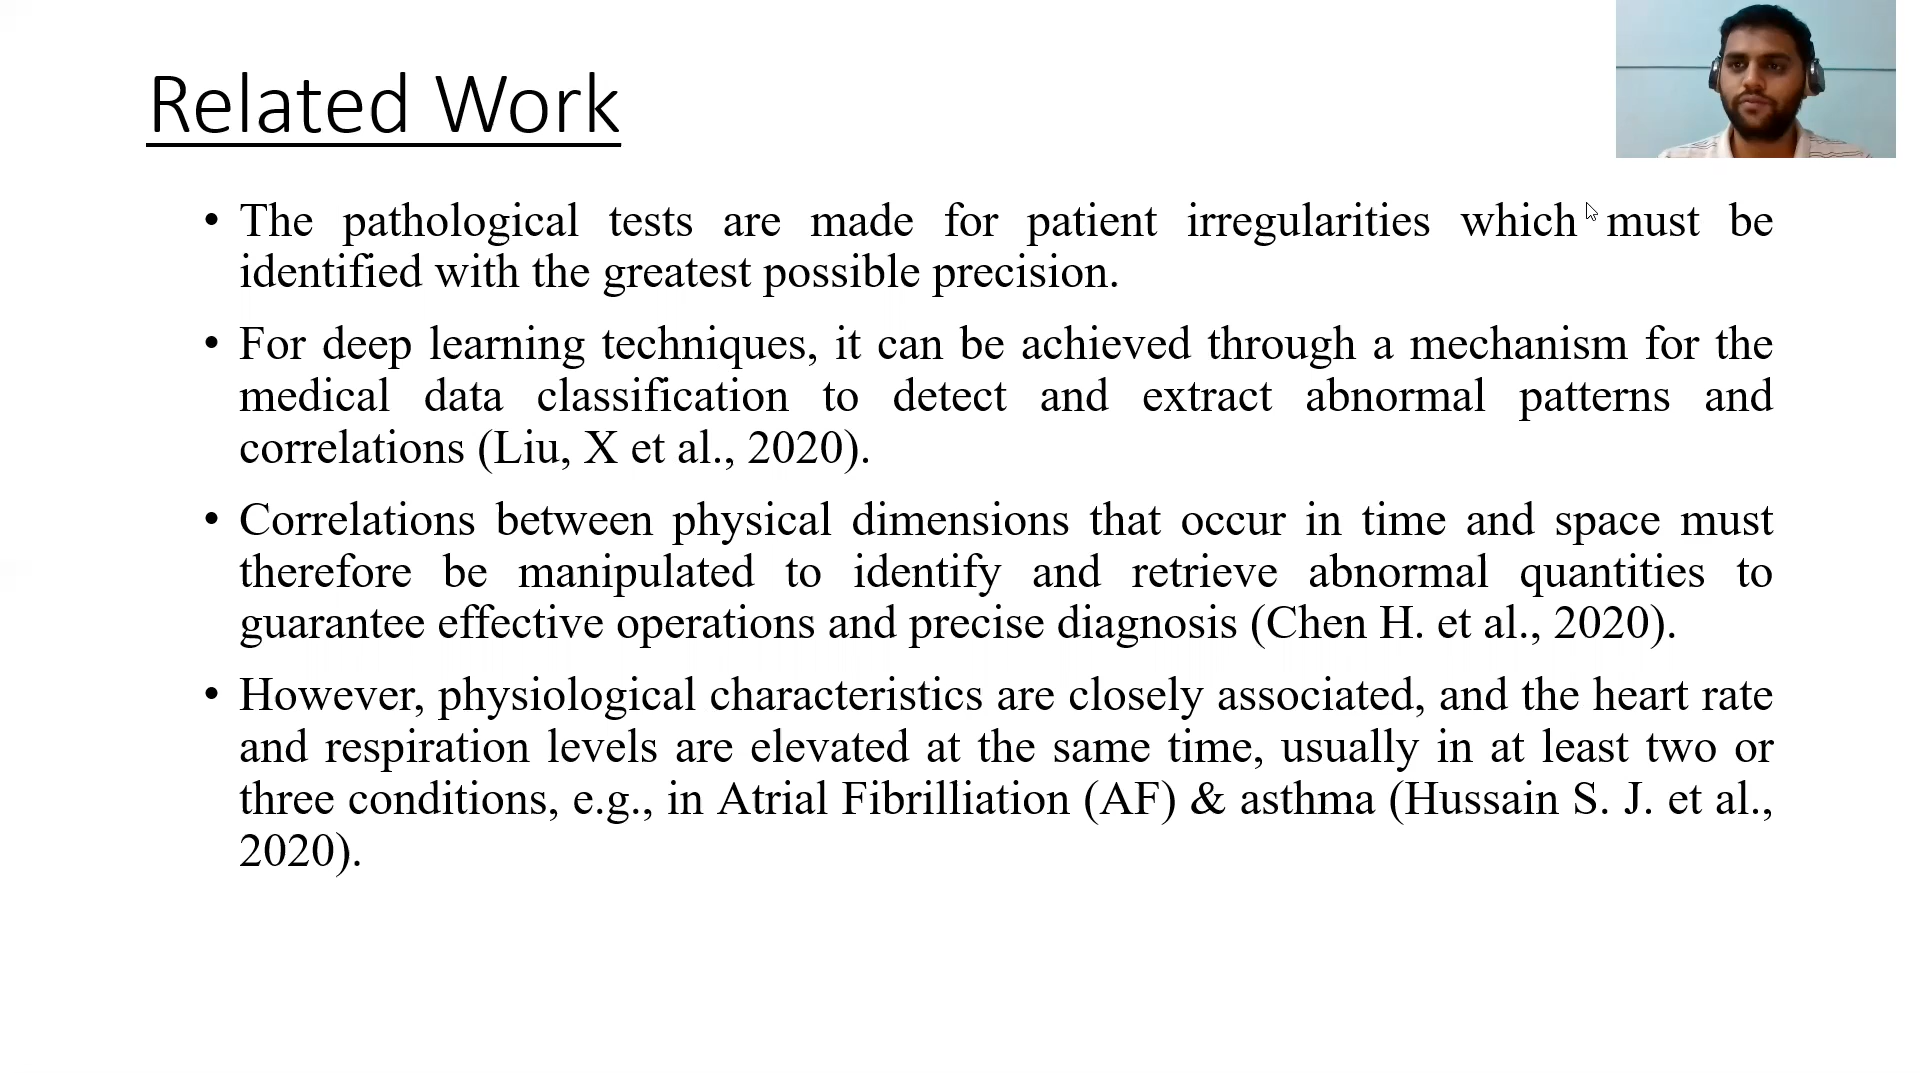 Related Work
• The pathological tests are made for patient irregularities which must be
identified with the greatest possible precision.
• For deep learning techniques, it can be achieved through a mechanism for the
medical data classification to detect and extract abnormal patterns and
correlations (Liu, X et al., 2020).
• Correlations between physical dimensions that occur in time and space must
therefore be manipulated to identify and retrieve abnormal quantities to
guarantee effective operations and precise diagnosis (Chen H. et al., 2020).
• However, physiological characteristics are closely associated, and the heart rate
and respiration levels are elevated at the same time, usually in at least two or
three conditions, e.g., in Atrial Fibrilliation (AF) & asthma (Hussain S. J. et al.,
2020).